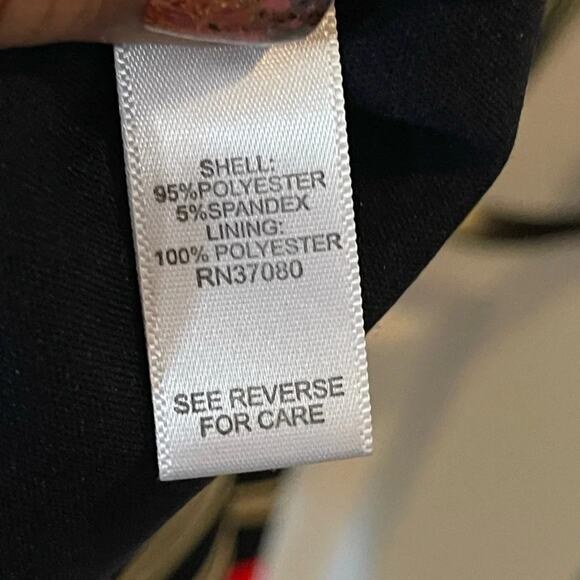 SHELL:
95%POLYESTER
5%SPANDEX
LINING:
100% POLYESTER
RN37080
SEE REVERSE
FOR CARE